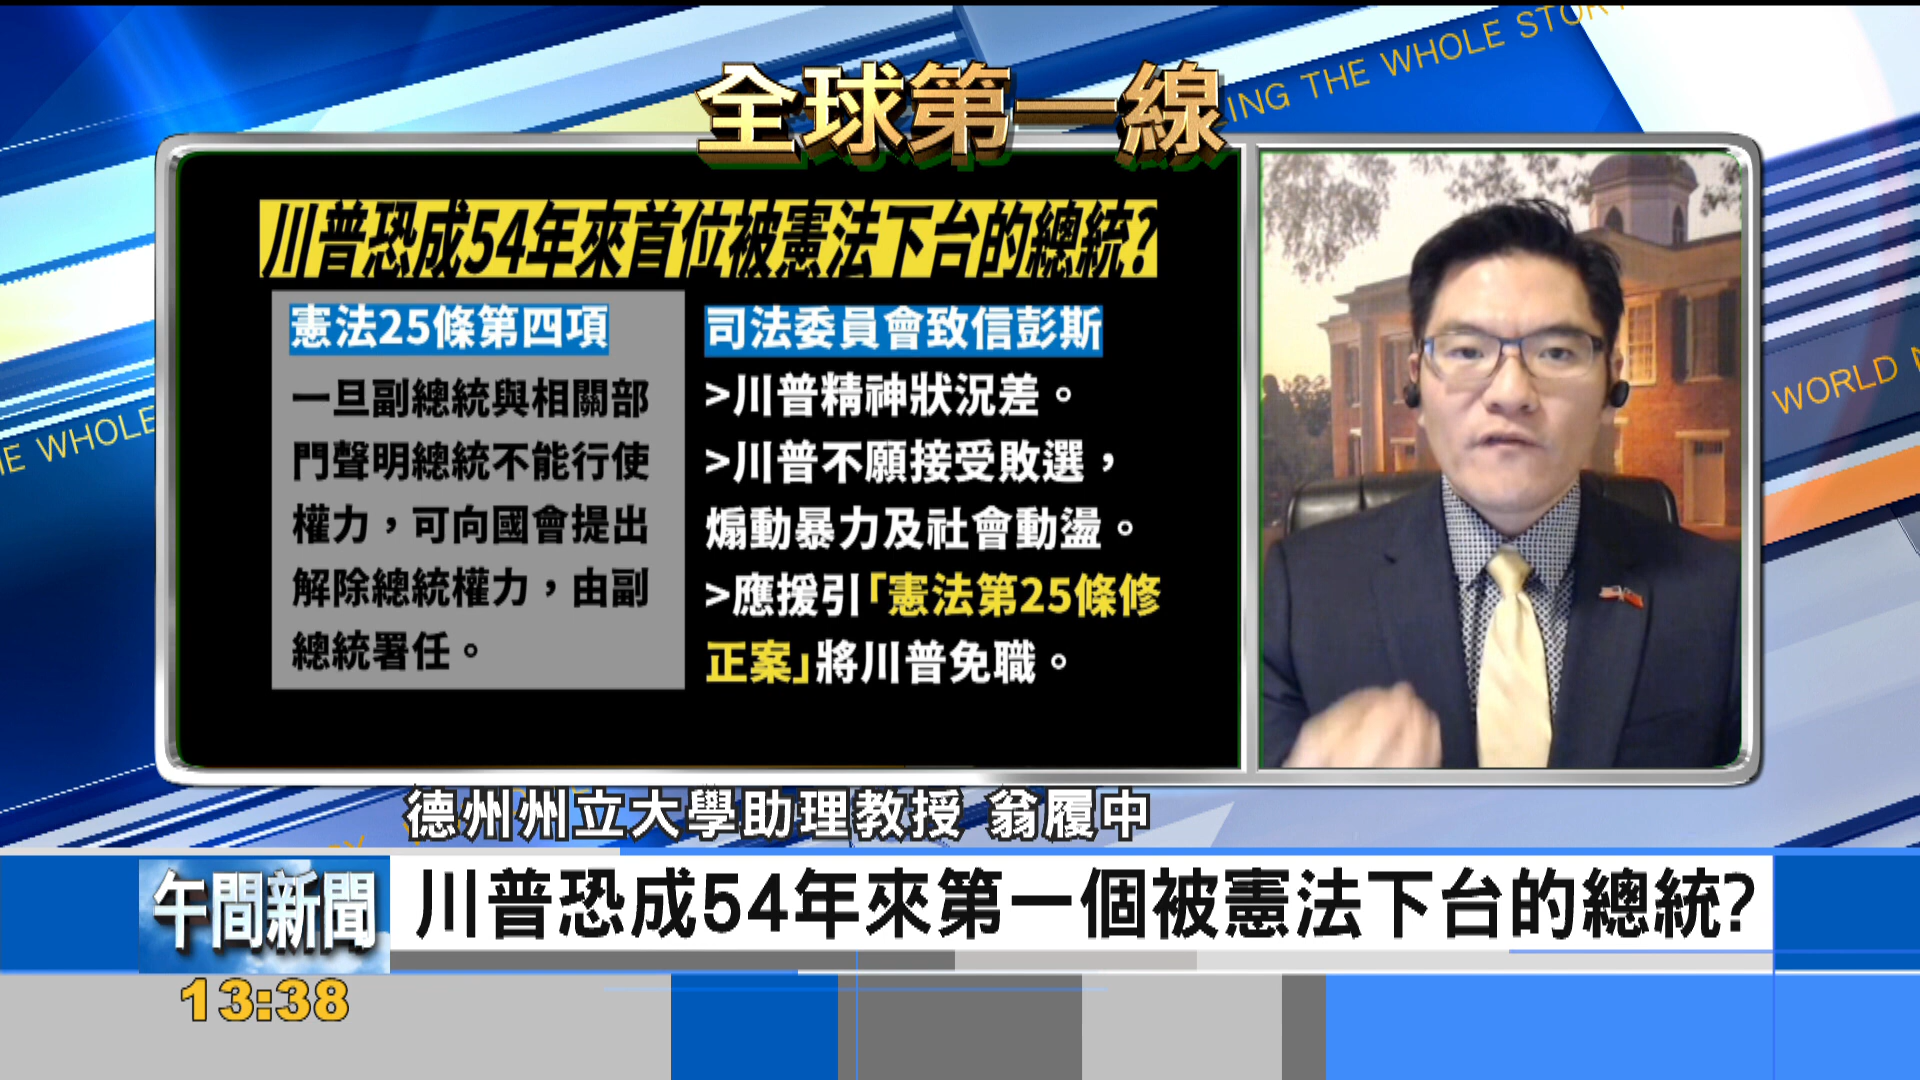 LING THE WHOLE STORY
全球第一線
川普恐成54年來首位被憲法下台的總統?
憲法25條第四項
一旦副總統與相關部
門聲明總統不能行使
權力，可向國會提出
解除總統權力，由副
總統署任。
司法委員會致信彭斯
>川普精神狀況差。
>川普不願接受敗選，
煽動暴力及社會動盪。
>應援引「憲法第25條修
正案」將川普免職。
THE WHOLE
WORLD N
德州州立大學助理教授 翁履中
午間新聞
川普恐成54年來第一個被憲法下台的總統?
13:38